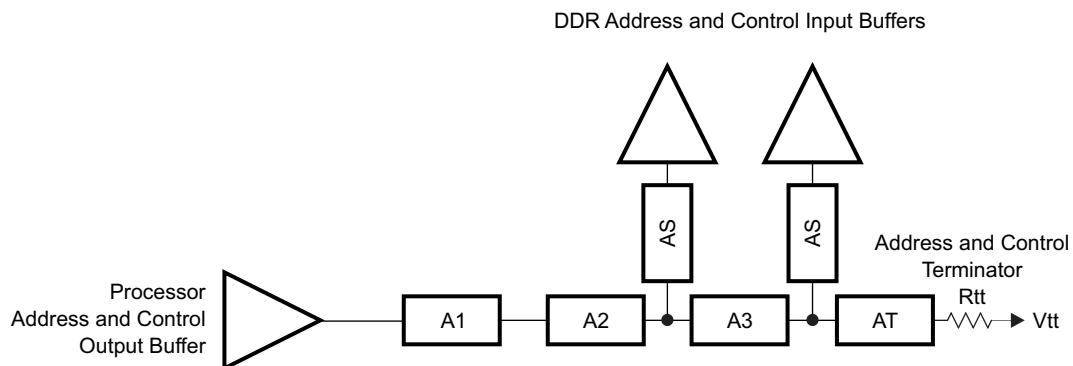 DDR Address and Control Input Buffers
AS
AS
Processor
Address and Control
Output Buffer
A1
A2
A3
AT
Address and Control
Terminator
Rtt
Vtt